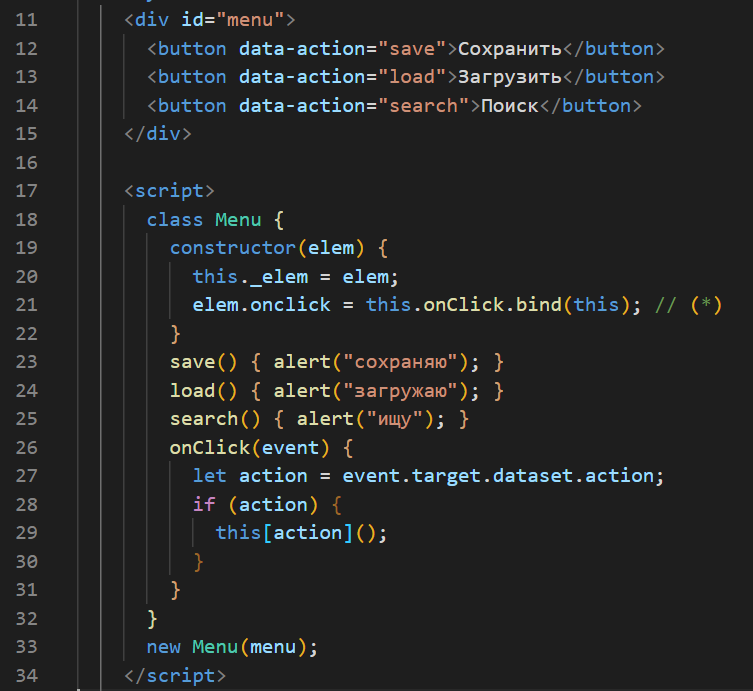 11 <div id="menu">
12 <button data-action="save">Сохранить</button>
13 <button data-action="load">Загрузить</button>
14 <button data-action="search">Поиск</button>
15 </div>
16
17 <script>
18 class Menu {
19 constructor(elem) {
20 this._elem = elem;
21 elem.onclick = this.onClick.bind(this); // (*)
22 }
23 save() { alert("сохраняю"); }
24 load() { alert("загружаю"); }
25 search() { alert("ищу"); }
26 onClick(event) {
27 let action = event.target.dataset.action;
28 if (action) {
29 this[action]();
30 }
31 }
32 }
33 new Menu(menu);
34 </script>